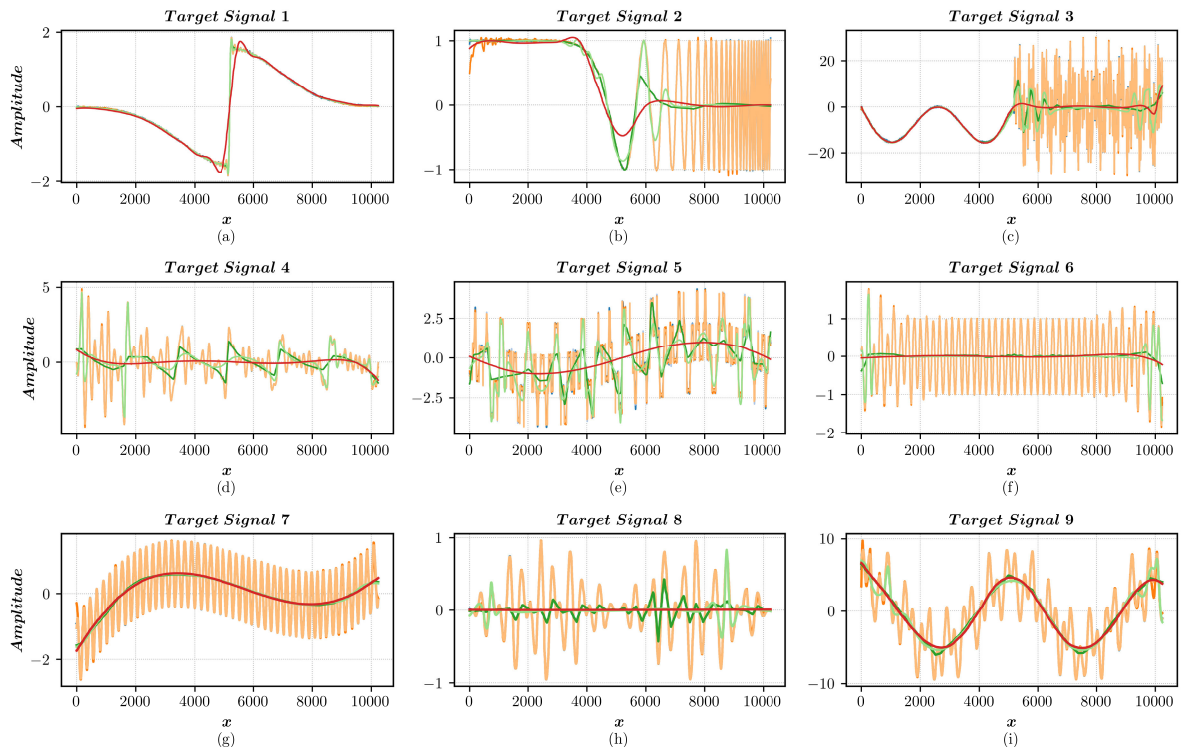 Target Signal 1
Target Signal 2
Target Signal 3
Amplitude
2
0
−2
1
0
−1
20
0
−20
0 2000 4000 6000 8000 10000
0 2000 4000 6000 8000 10000
0 2000 4000 6000 8000 10000
x
x
x
(a)
(b)
(c)
Target Signal 4
Target Signal 5
Target Signal 6
Amplitude
5
0
2.5
0.0
−2.5
2
1
0
−1
−2
0 2000 4000 6000 8000 10000
0 2000 4000 6000 8000 10000
0 2000 4000 6000 8000 10000
x
x
x
(d)
(e)
(f)
Target Signal 7
Target Signal 8
Target Signal 9
Amplitude
0
−2
1
0
−1
10
0
−10
0 2000 4000 6000 8000 10000
0 2000 4000 6000 8000 10000
0 2000 4000 6000 8000 10000
x
x
x
(g)
(h)
(i)